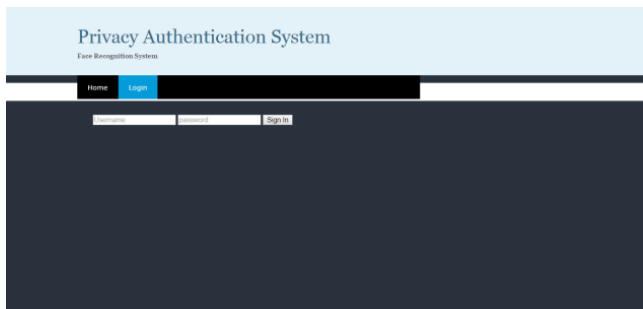 Privacy Authentication System
Face Recognition System
Home Login
Username password Sign In